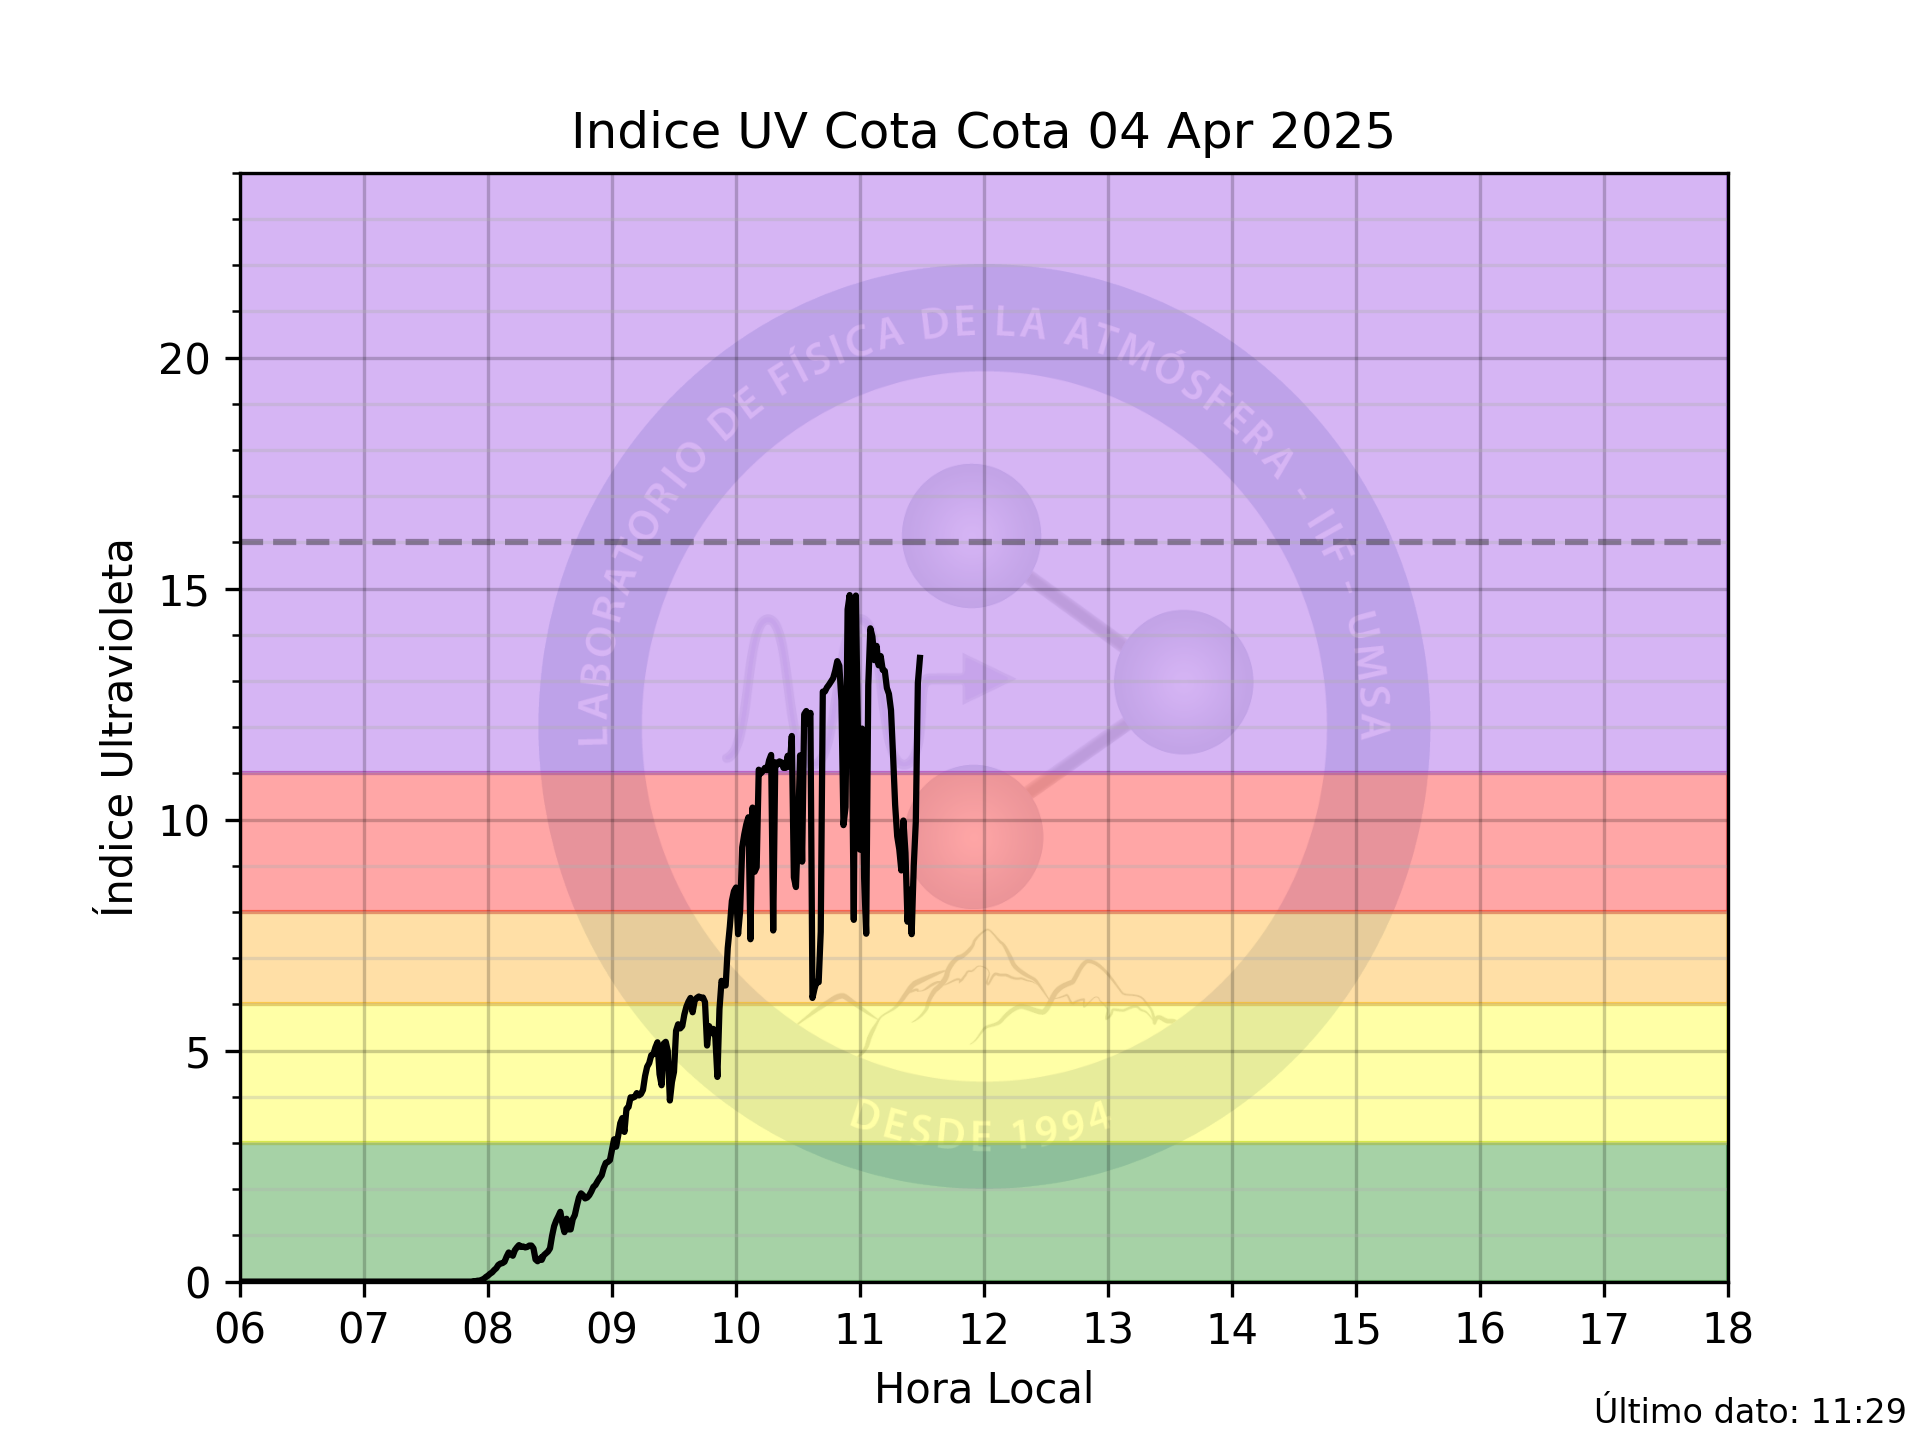 Indice UV Cota Cota 04 Apr 2025
LABORATORIO DE FÍSICA DE LA ATMÓSFERA - IIF - UMSA
DESDE 1994
Índice Ultravioleta
20
15
10
5
0
06 07 08 09 10 11 12 13 14 15 16 17 18
Hora Local
Último dato: 11:29